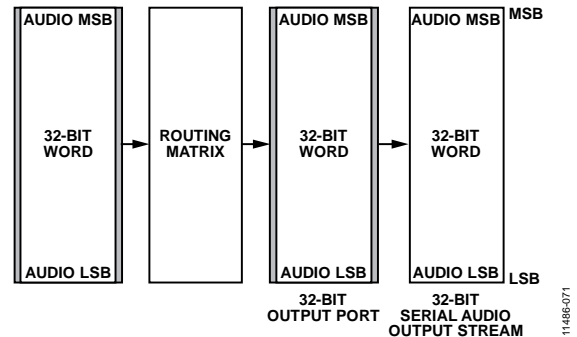 AUDIO MSB
AUDIO MSB
AUDIO MSB
MSB
32-BIT
WORD
ROUTING
MATRIX
32-BIT
WORD
32-BIT
WORD
AUDIO LSB
AUDIO LSB
AUDIO LSB
LSB
32-BIT
OUTPUT PORT
32-BIT
SERIAL AUDIO
OUTPUT STREAM
11486-071